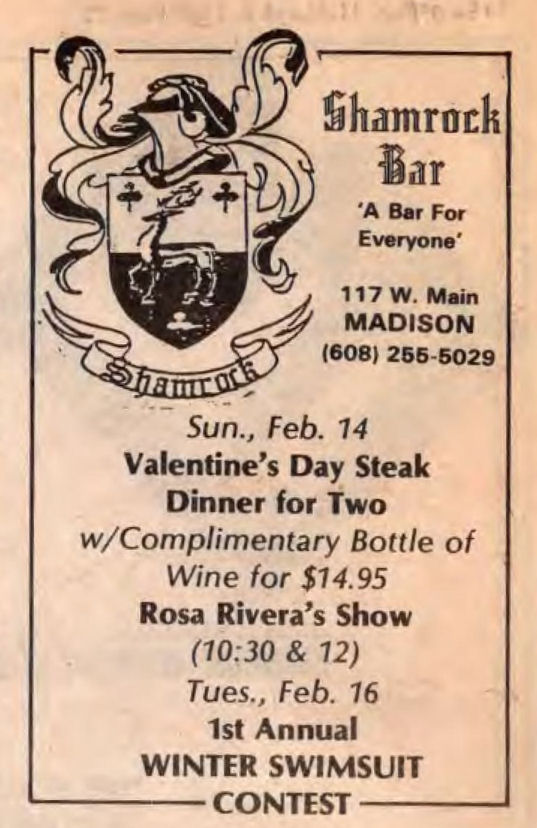 Shamrock
Bar
'A Bar For
Everyone'
117 W. Main
MADISON
(608) 255-5029
Shamrock
Sun., Feb. 14
Valentine's Day Steak
Dinner for Two
w/Complimentary Bottle of
Wine for $14.95
Rosa Rivera's Show
(10:30 & 12)
Tues., Feb. 16
1st Annual
WINTER SWIMSUIT
CONTEST